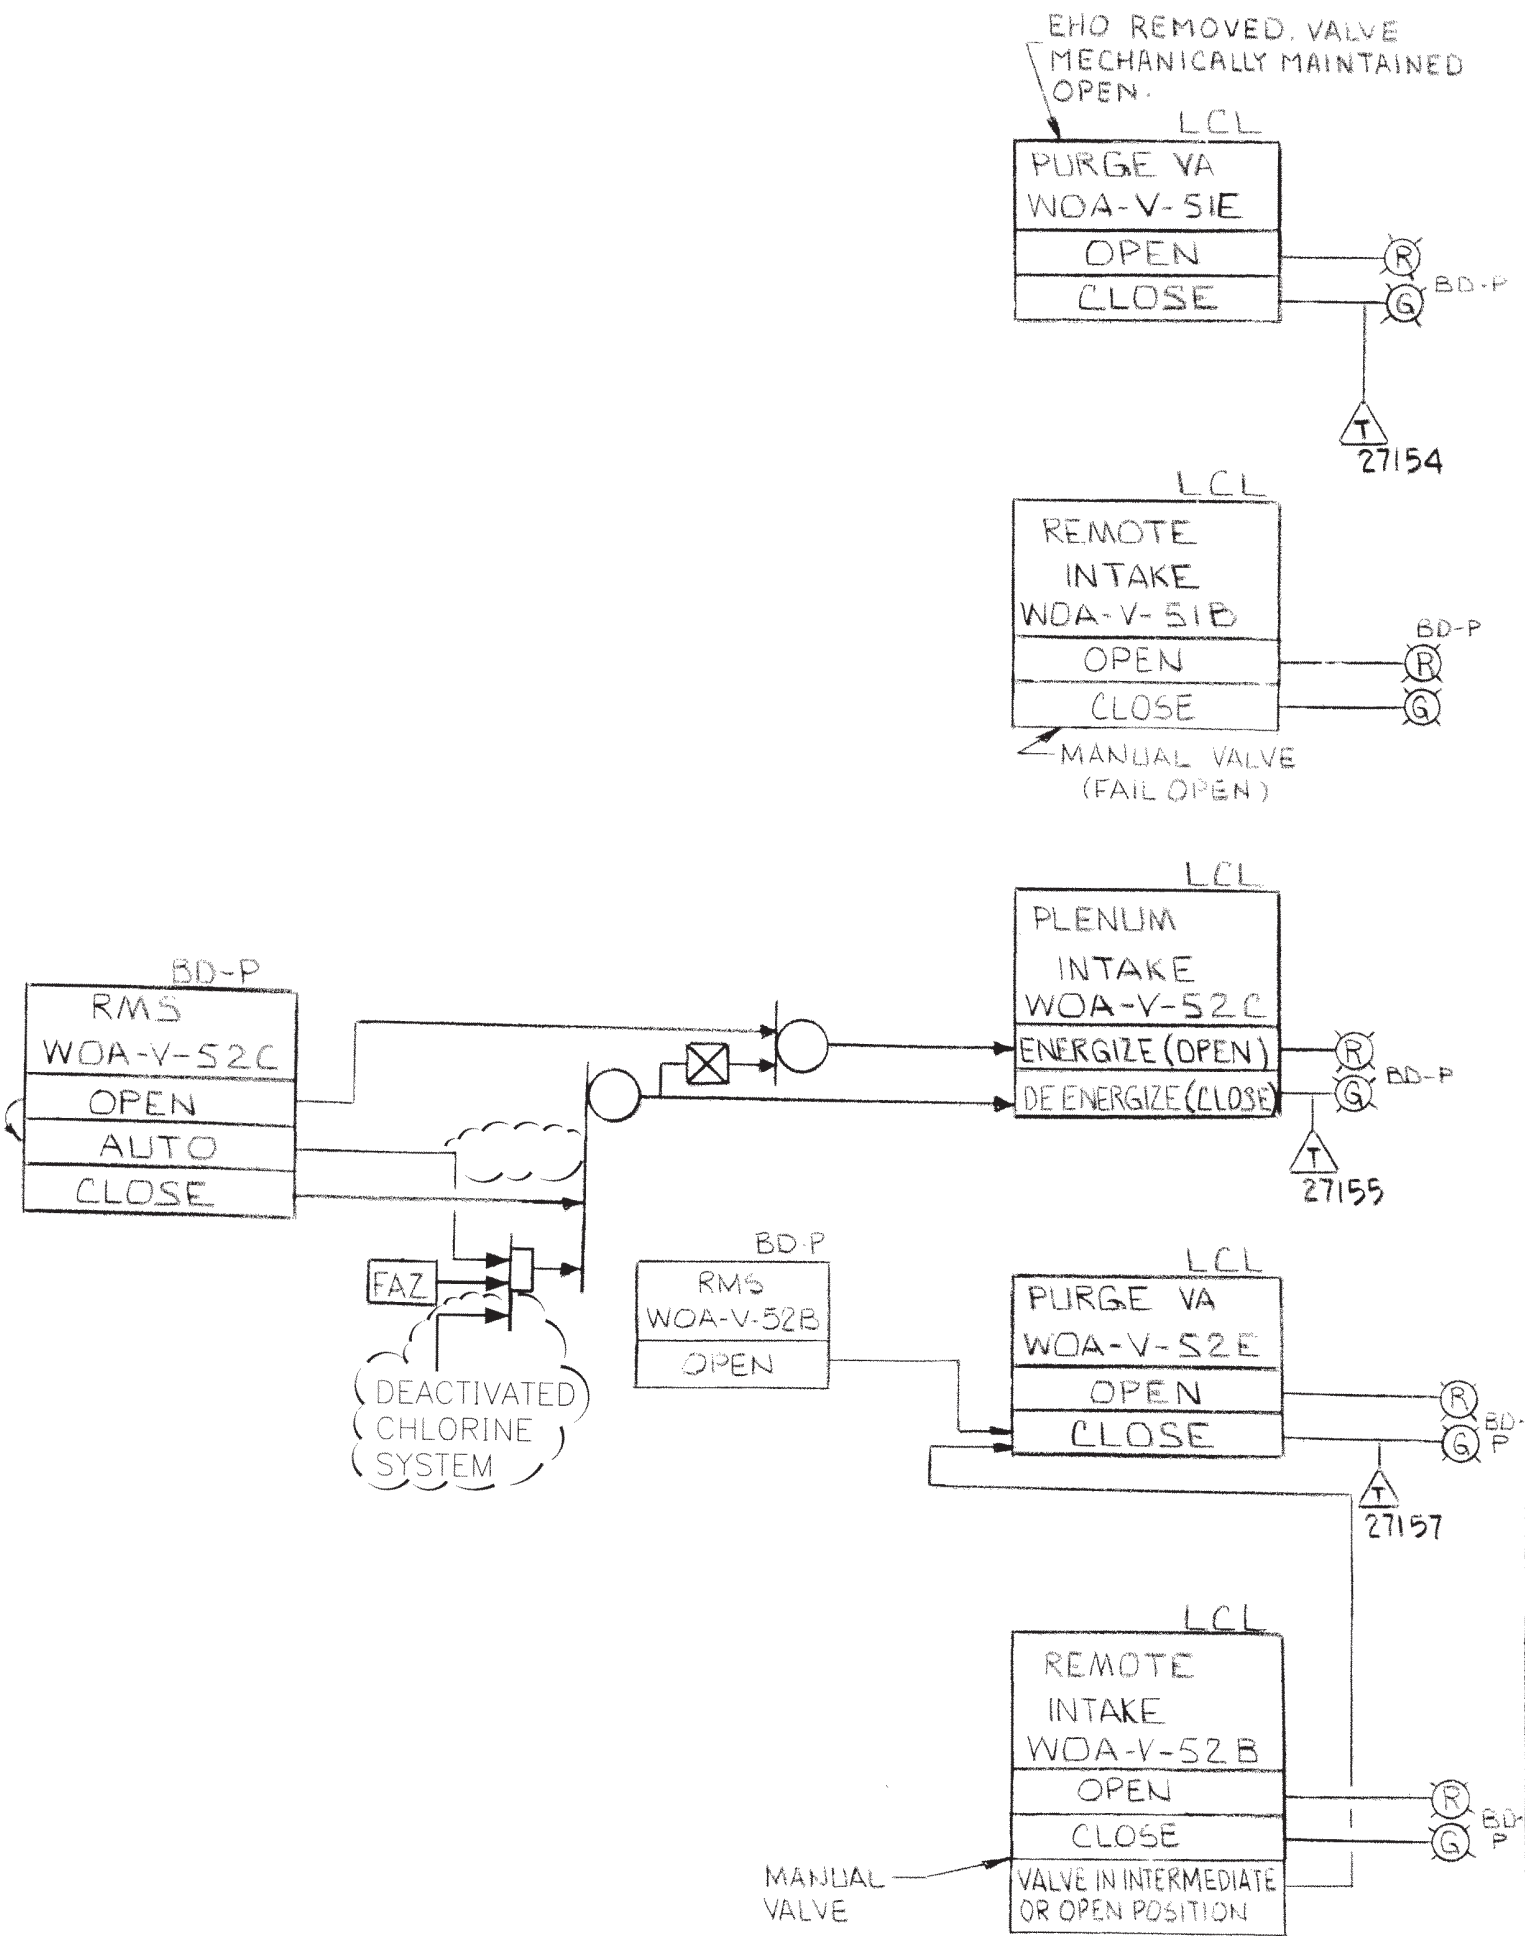 EHO REMOVED. VALVE
MECHANICALLY MAINTAINED
OPEN.
LCL
PURGE VA
WOA-V-51E
OPEN
R
CLOSE
G
BD-P
T
27154
LCL
REMOTE
INTAKE
WOA-V-51B
BD-P
OPEN
R
CLOSE
G
MANUAL VALVE
(FAIL OPEN)
LCL
PLENUM
INTAKE
WOA-V-52C
ENERGIZE (OPEN)
R
DE ENERGIZE (CLOSE)
G
BD-P
T
27155
BD-P
RMS
WOA-V-52C
OPEN
AUTO
CLOSE
FAZ
DEACTIVATED
CHLORINE
SYSTEM
BD-P
RMS
WOA-V-52B
OPEN
LCL
PURGE VA
WOA-V-52E
OPEN
R
CLOSE
G
BD-
P
T
27157
LCL
REMOTE
INTAKE
WOA-V-52B
OPEN
R
CLOSE
G
BD-
P
VALVE IN INTERMEDIATE
OR OPEN POSITION
MANUAL
VALVE